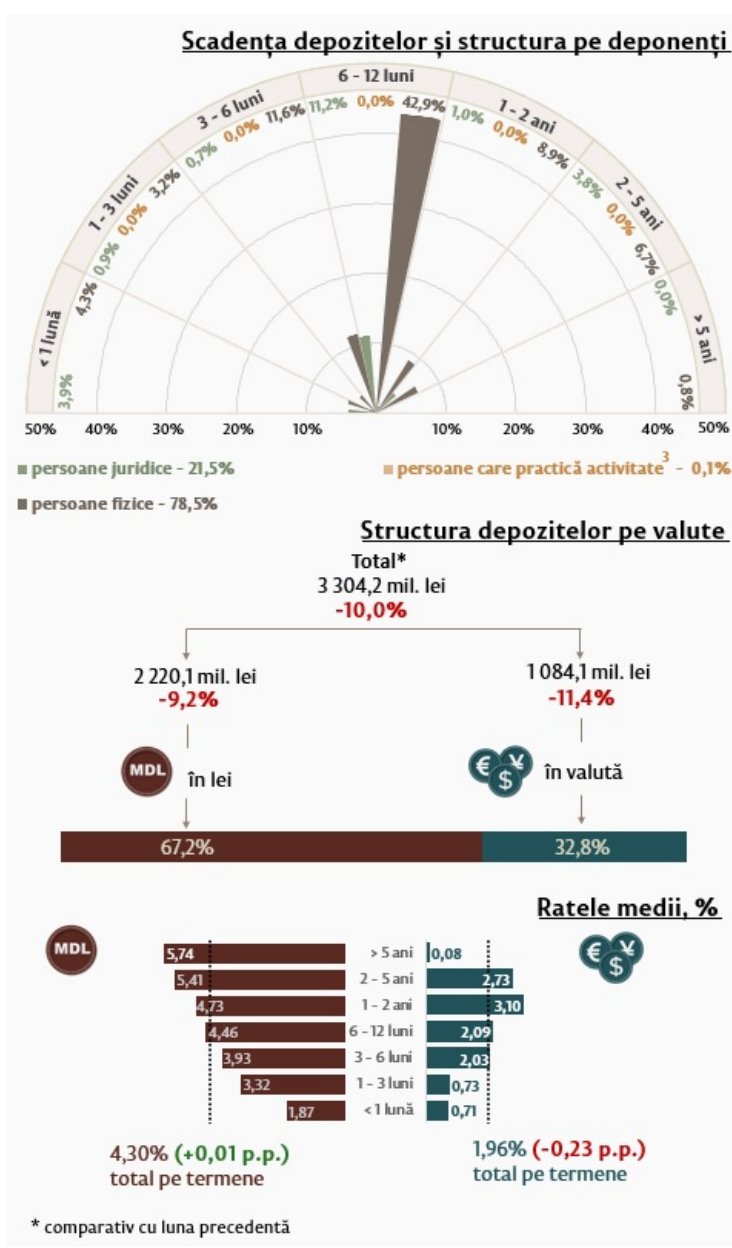 Scadența depozitelor și structura pe deponenți
< 1 lună
1 - 3 luni
3 - 6 luni
6 - 12 luni
1 - 2 ani
2 - 5 ani
> 5 ani
3,9%
4,3%
0,9%
0,0%
3,2%
0,7%
0,0%
11,6%
11,2%
0,0%
42,9%
1,0%
0,0%
8,9%
3,8%
0,0%
6,7%
0,0%
0,8%
50% 40% 30% 20% 10% 10% 20% 30% 40% 50%
persoane juridice - 21,5%
persoane care practică activitate³ - 0,1%
persoane fizice - 78,5%
Structura depozitelor pe valute
Total*
3 304,2 mil. lei
-10,0%
2 220,1 mil. lei
-9,2%
1 084,1 mil. lei
-11,4%
MDL
în lei
€ ¥ $
în valută
67,2%
32,8%
Ratele medii, %
MDL
€ ¥ $
5,74 > 5 ani 0,08
5,41 2 - 5 ani 2,73
4,73 1 - 2 ani 3,10
4,46 6 - 12 luni 2,09
3,93 3 - 6 luni 2,03
3,32 1 - 3 luni 0,73
1,87 < 1 lună 0,71
4,30% (+0,01 p.p.)
total pe termene
1,96% (-0,23 p.p.)
total pe termene
* comparativ cu luna precedentă